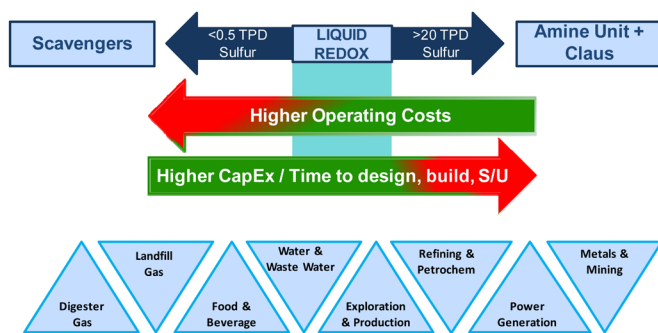 Scavengers
<0.5 TPD
Sulfur
LIQUID
REDOX
>20 TPD
Sulfur
Amine Unit +
Claus
Higher Operating Costs
Higher CapEx / Time to design, build, S/U
Digester
Gas
Landfill
Gas
Food &
Beverage
Water &
Waste Water
Exploration
& Production
Refining &
Petrochem
Power
Generation
Metals &
Mining